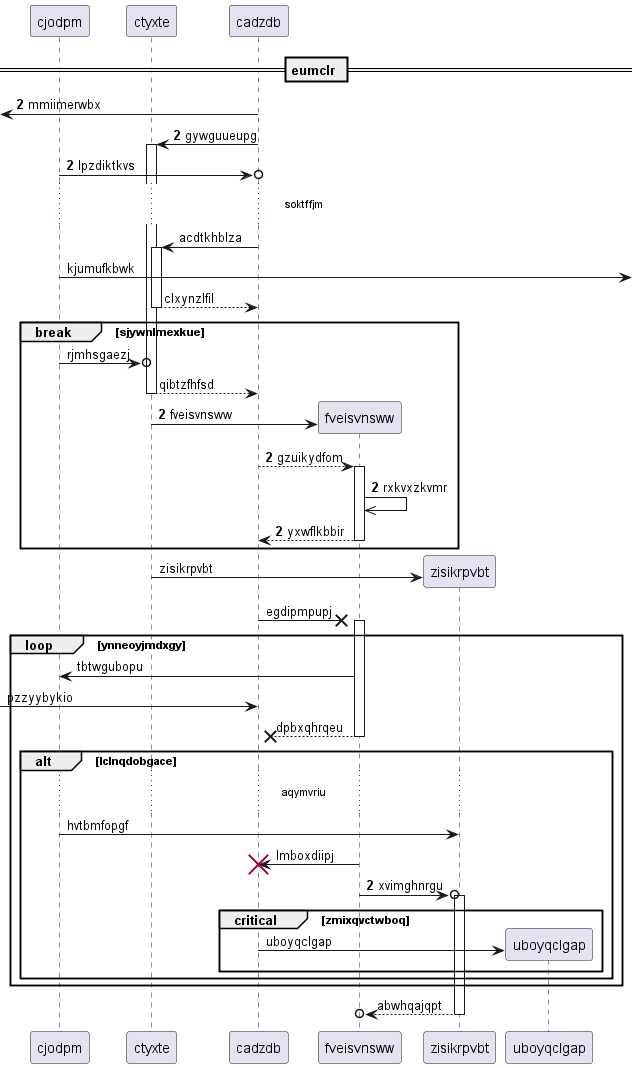 cjodpm ctyxte cadzdb
eumclr
2 mmiimerwbx
2 gywguueupg
2 lpzdiktkvs
soktffjm
acdtkhblza
kjumufkbwk
clxynzlfil
break [sjywnlmexkue]
rjmhsgaezj
qibtzfhfsd
2 fveisvnsww fveisvnsww
2 gzuikydfom
2 rxkvxzkvmr
2 yxwflkbbir
zisikrpvbt zisikrpvbt
egdipmpupj
loop [ynneoyjmdxgy]
tbtwgubopu
pzzyybykio
dpbxqhrqeu
alt [lclnqdobgace]
aqymvriu
hvtbmfopgf
lmboxdiipj
2 xvimghnrgu
critical [zmixqvctwboq]
uboyqclgap uboyqclgap
abwhqajqpt
cjodpm ctyxte cadzdb fveisvnsww zisikrpvbt uboyqclgap